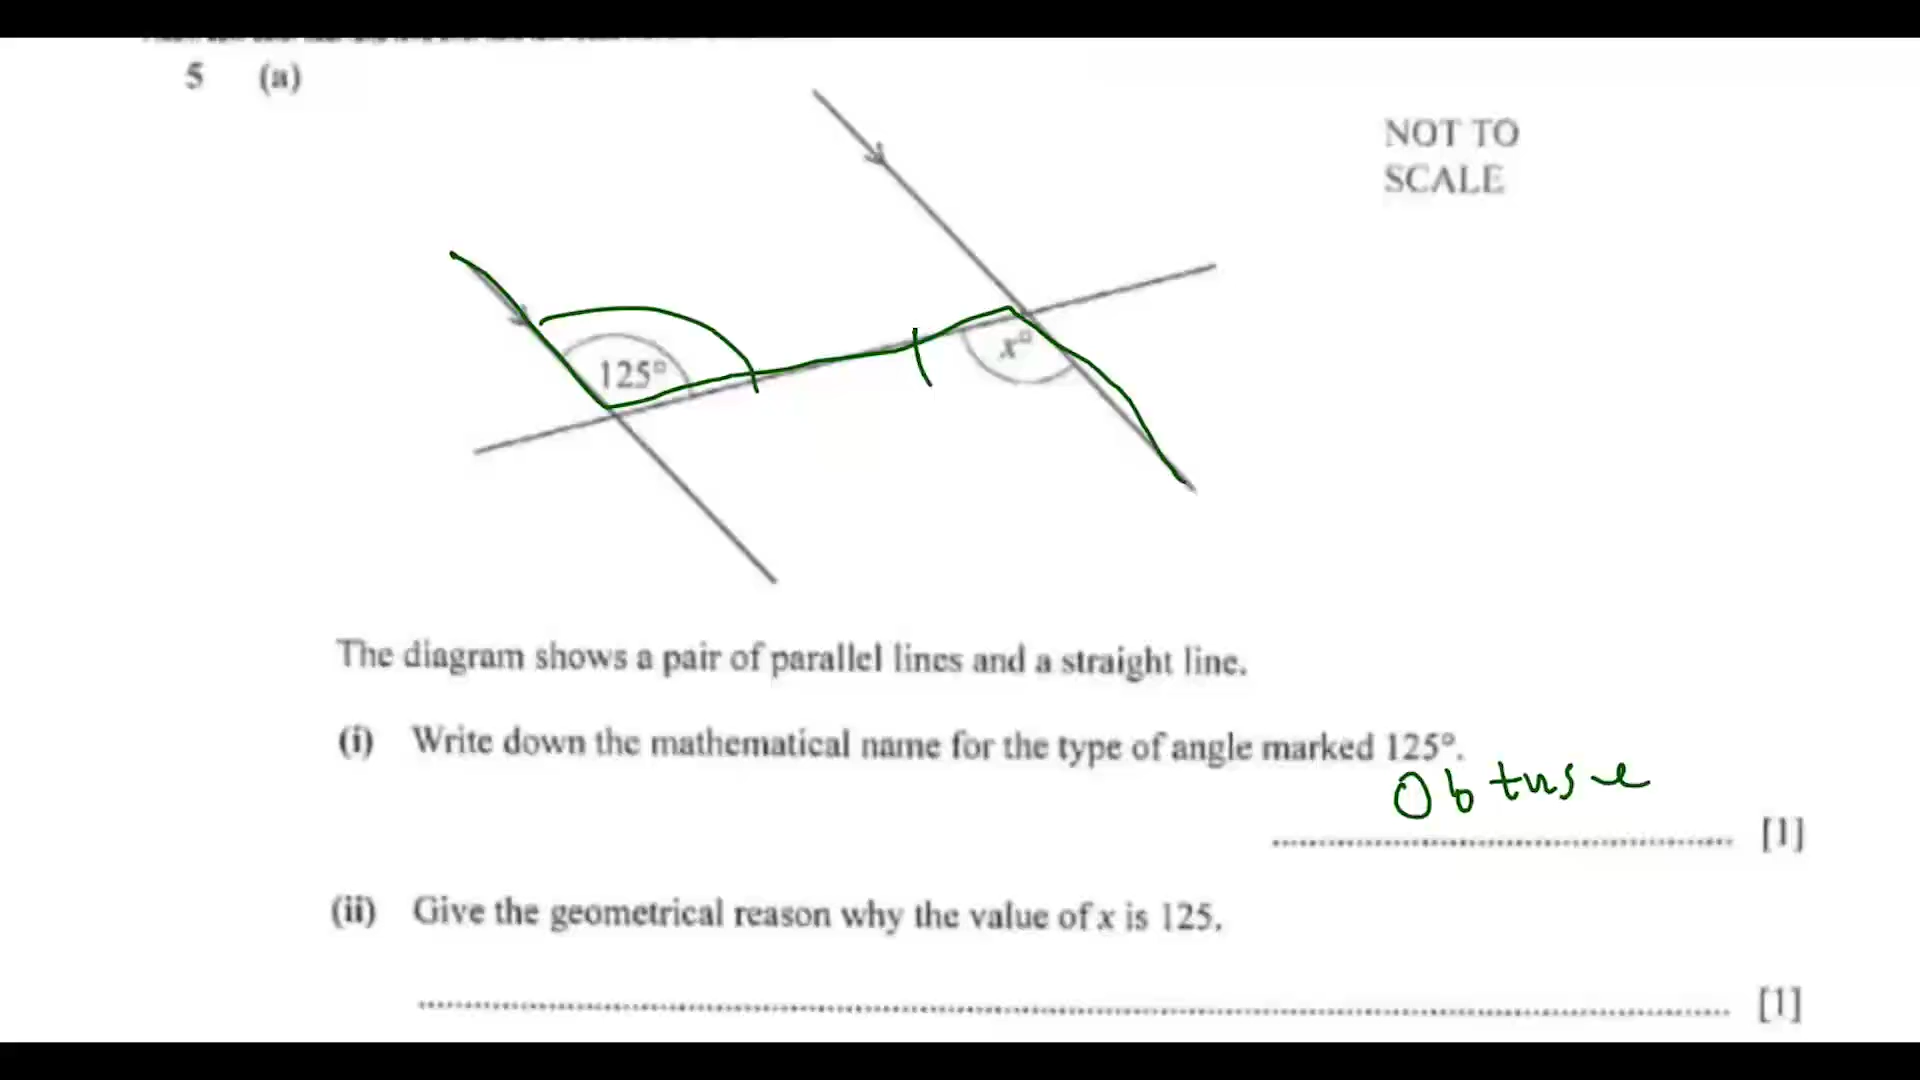 5 (a)
NOT TO
SCALE
125°
x°
The diagram shows a pair of parallel lines and a straight line.
(i) Write down the mathematical name for the type of angle marked 125°.
Obtuse
[1]
(ii) Give the geometrical reason why the value of x is 125.
[1]